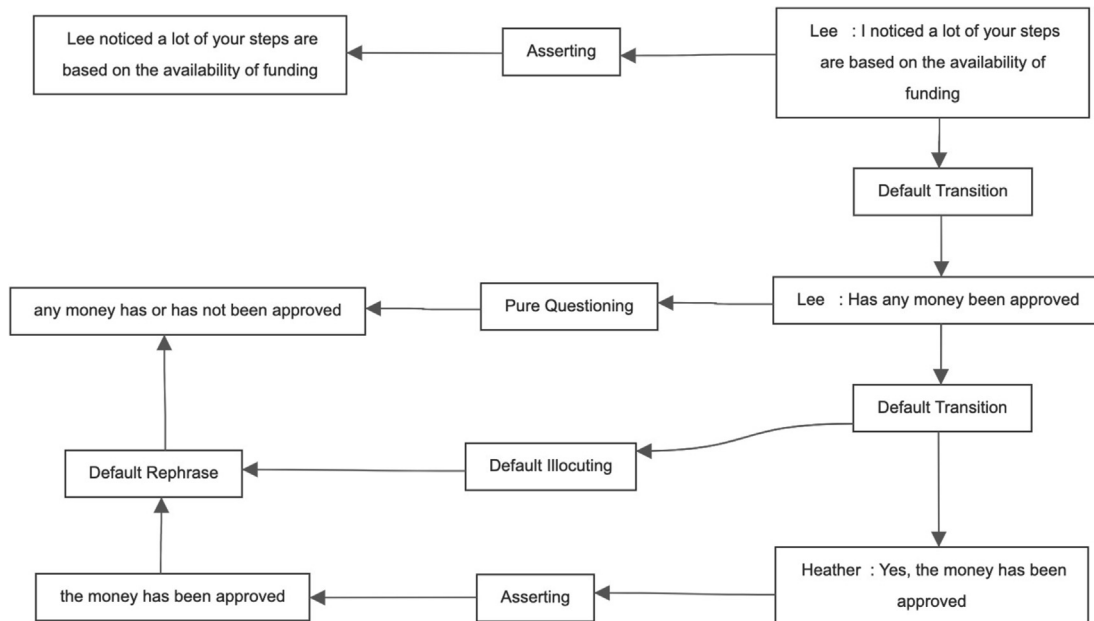 Lee noticed a lot of your steps are
based on the availability of funding
Asserting
Lee : I noticed a lot of your steps
are based on the availability of
funding
Default Transition
any money has or has not been approved
Pure Questioning
Lee : Has any money been approved
Default Transition
Default Rephrase
Default Illocuting
the money has been approved
Asserting
Heather : Yes, the money has been
approved